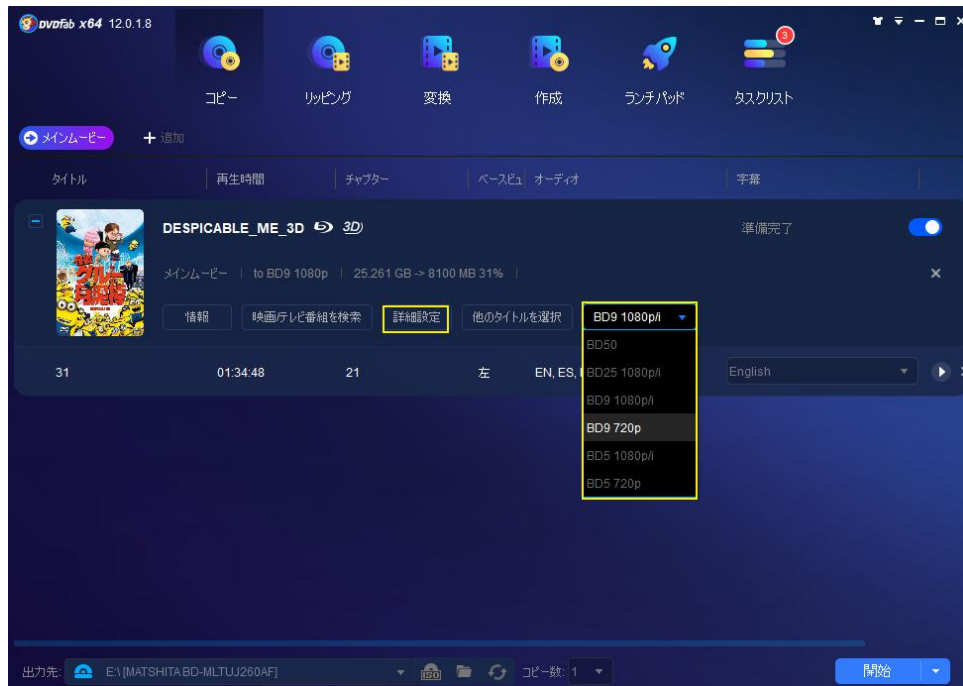 DVDFab x64 12.0.1.8
3
コピー
リッピング
変換
作成
ランチパッド
タスクリスト
メインムービー
+ 追加
タイトル
再生時間
チャプター
ベースビュ
オーディオ
字幕
DESPICABLE_ME_3D
3D
準備完了
メインムービー | to BD9 1080p | 25.261 GB -> 8100 MB 31% |
情報
映画/テレビ番組を検索
詳細設定
他のタイトルを選択
BD9 1080p/i
BD50
31
01:34:48
21
左
EN, ES,
BD25 1080p/i
English
BD9 1080p/i
BD9 720p
BD5 1080p/i
BD5 720p
出力先:
E:\ [MATSHITA BD-MLTUJ260AF]
ISO
コピー数: 1
開始